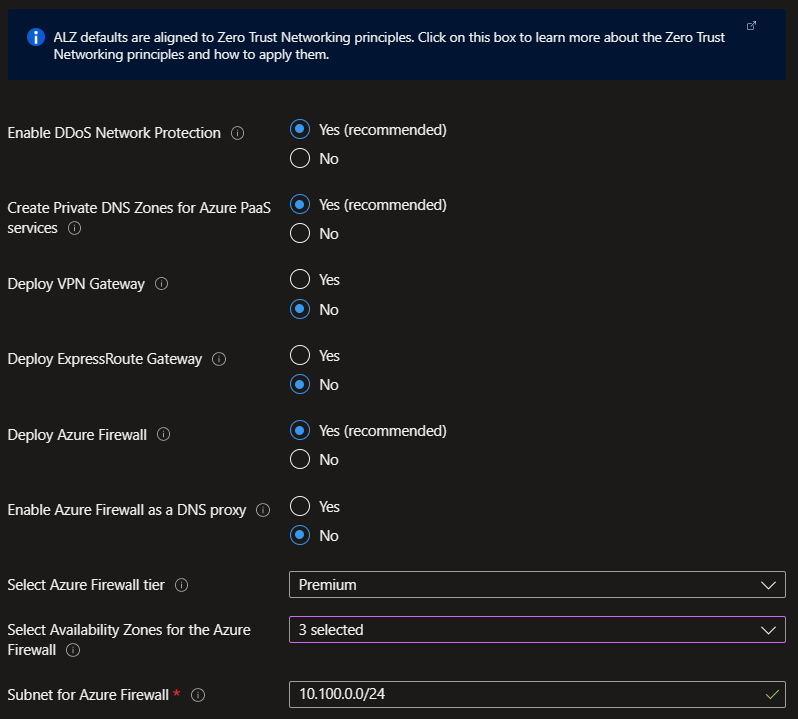 ALZ defaults are aligned to Zero Trust Networking principles. Click on this box to learn more about the Zero Trust
Networking principles and how to apply them.
Enable DDoS Network Protection
Yes (recommended)
No
Create Private DNS Zones for Azure PaaS
services
Yes (recommended)
No
Deploy VPN Gateway
Yes
No
Deploy ExpressRoute Gateway
Yes
No
Deploy Azure Firewall
Yes (recommended)
No
Enable Azure Firewall as a DNS proxy
Yes
No
Select Azure Firewall tier
Premium
Select Availability Zones for the Azure
Firewall
3 selected
Subnet for Azure Firewall *
10.100.0.0/24